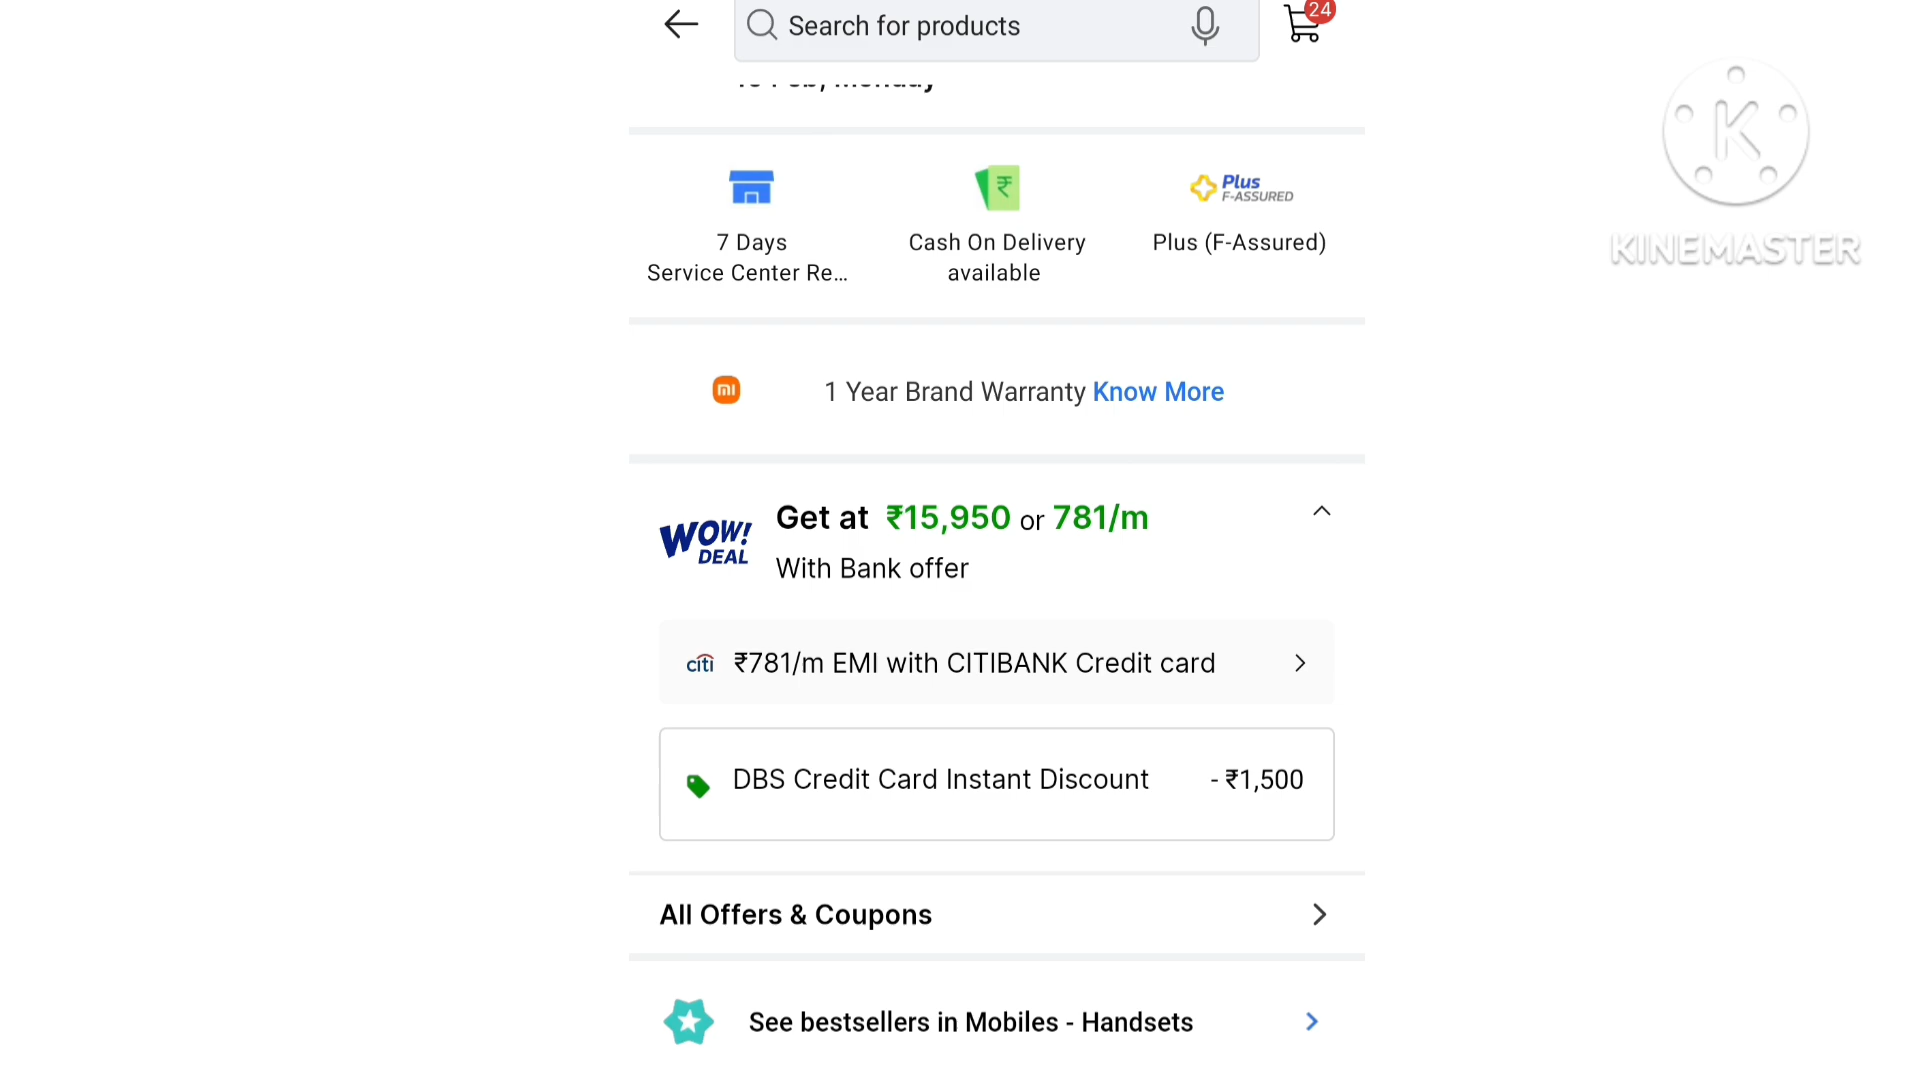 Search for products
24
Monday
Plus
F-ASSURED
7 Days
Service Center Re...
Cash On Delivery
available
Plus (F-Assured)
mi
1 Year Brand Warranty Know More
WOW!
DEAL
Get at ₹15,950 or 781/m
With Bank offer
citi
₹781/m EMI with CITIBANK Credit card
DBS Credit Card Instant Discount - ₹1,500
All Offers & Coupons
See bestsellers in Mobiles - Handsets
K
KINEMASTER